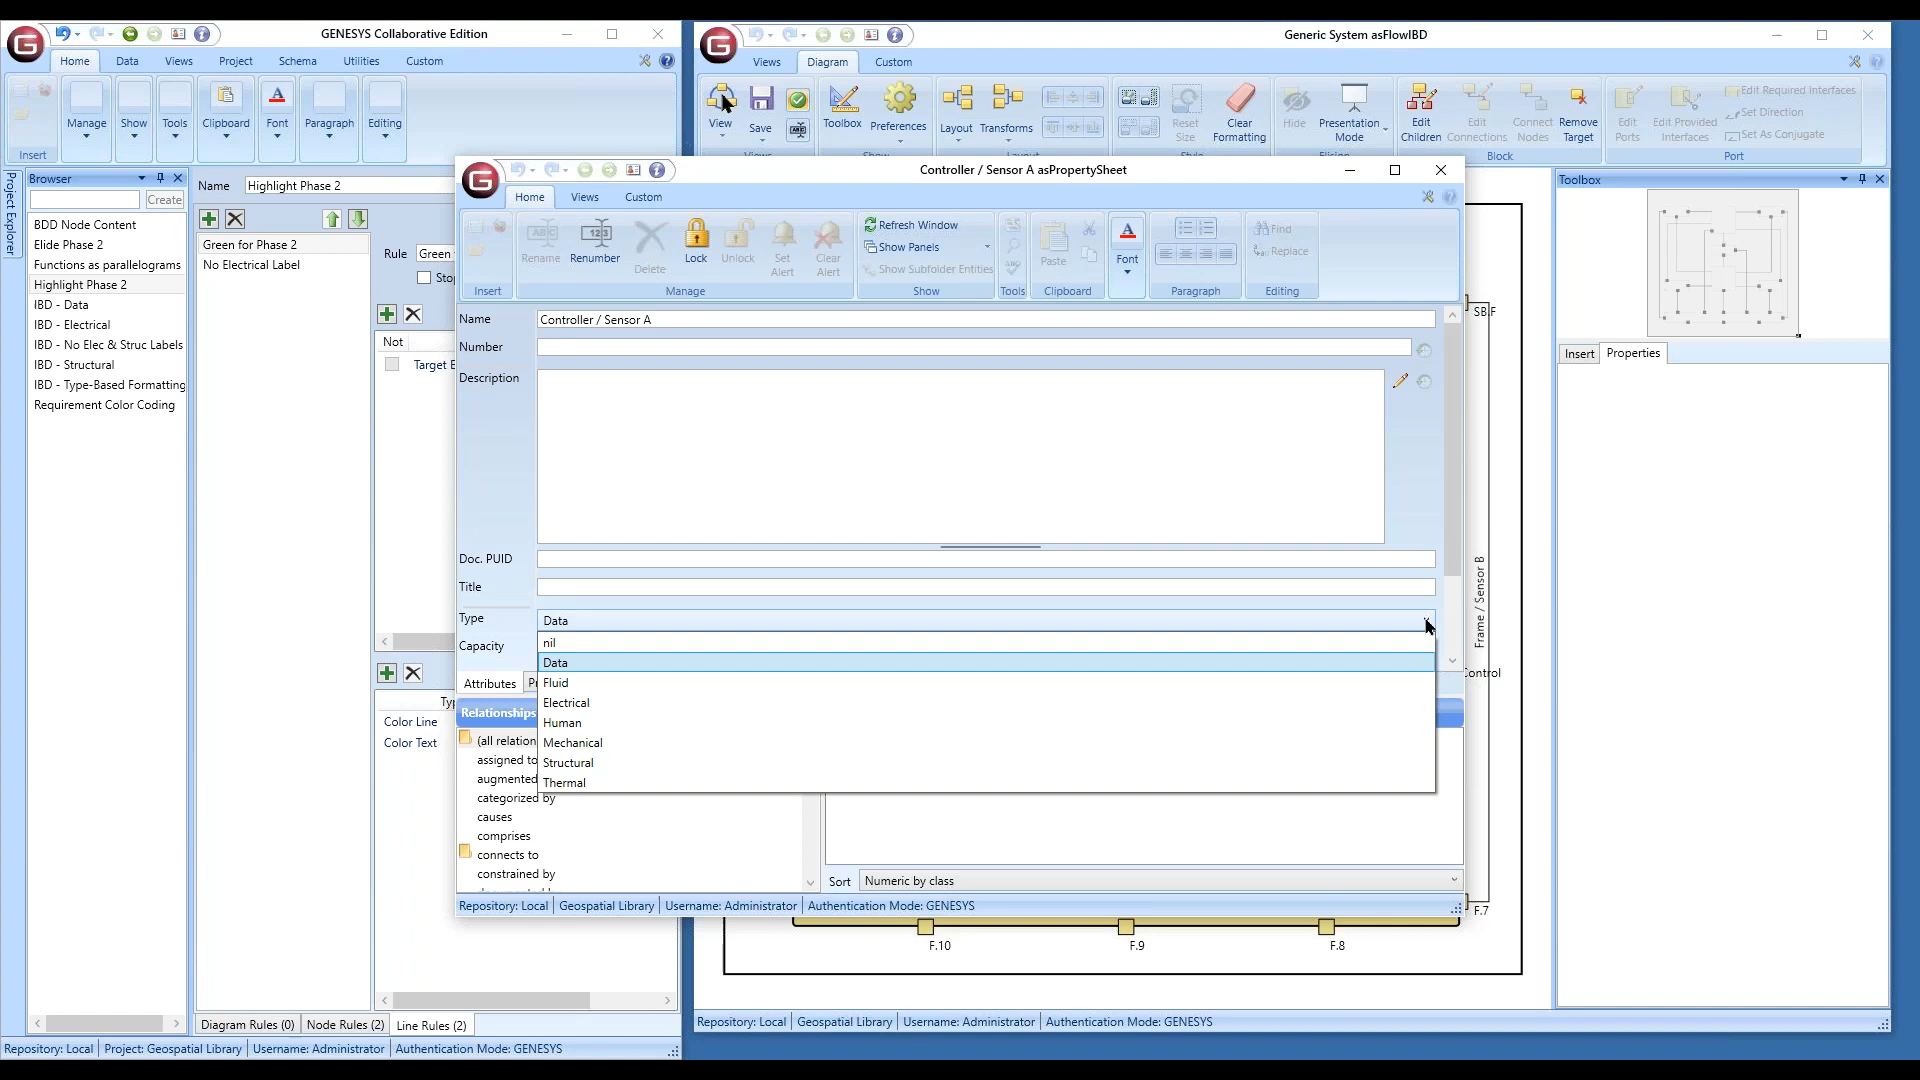 GENESYS Collaborative Edition
Home
Data
Views
Project
Schema
Utilities
Custom
Manage
Show
Tools
Clipboard
Font
Paragraph
Editing
Insert
Project Explorer
Browser
Create
BDD Node Content
Elide Phase 2
Functions as parallelograms
Highlight Phase 2
IBD - Data
IBD - Electrical
IBD - No Elec & Struc Labels
IBD - Structural
IBD - Type-Based Formatting
Requirement Color Coding
Name
Highlight Phase 2
Green for Phase 2
No Electrical Label
Rule
Green
Not
Target E
Color Line
Color Text
Diagram Rules (0)
Node Rules (2)
Line Rules (2)
Repository: Local
Project: Geospatial Library
Username: Administrator
Authentication Mode: GENESYS
Generic System asFlowIBD
Views
Diagram
Custom
View
Save
Toolbox
Preferences
Layout
Transforms
Reset Size
Clear Formatting
Hide
Presentation Mode
Edit Children
Edit Connections
Connect Nodes
Remove Target
Edit Ports
Edit Provided Interfaces
Edit Required Interfaces
Set Direction
Set As Conjugate
Block
Port
Toolbox
Insert
Properties
SB.F
Frame / Sensor B
ontrol
F.7
F.10
F.9
F.8
Repository: Local
Geospatial Library
Username: Administrator
Authentication Mode: GENESYS
Controller / Sensor A asPropertySheet
Home
Views
Custom
Rename
Renumber
Delete
Lock
Unlock
Set Alert
Clear Alert
Refresh Window
Show Panels
Show Subfolder Entities
Paste
Font
Find
Replace
Insert
Manage
Show
Tools
Clipboard
Paragraph
Editing
Name
Controller / Sensor A
Number
Description
Doc. PUID
Title
Type
Data
Capacity
nil
Data
Fluid
Electrical
Human
Mechanical
Structural
Thermal
Attributes
Relationships
(all relation
assigned to
augmented
categorized by
causes
comprises
connects to
constrained by
Sort
Numeric by class
Repository: Local
Geospatial Library
Username: Administrator
Authentication Mode: GENESYS